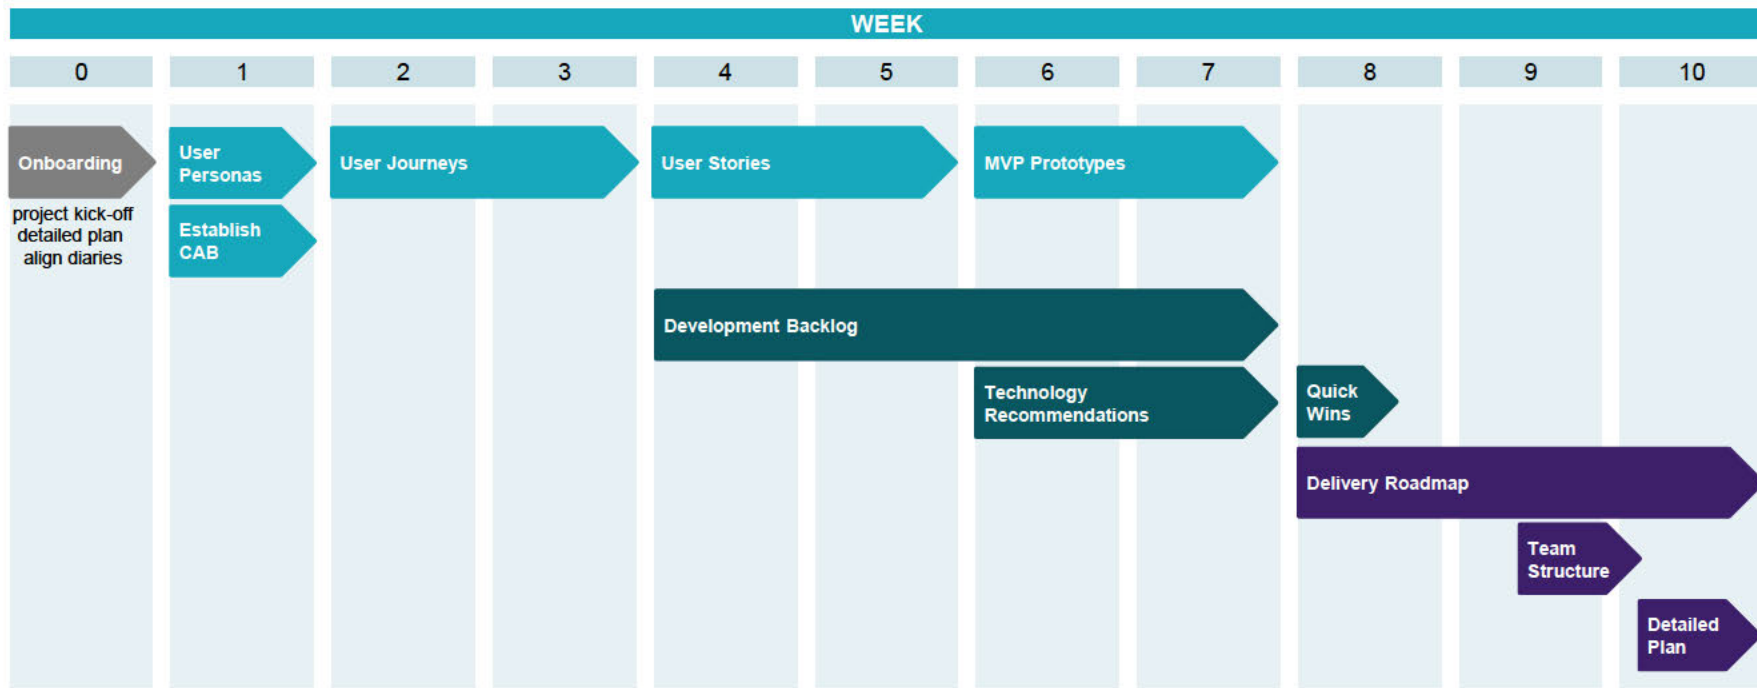 WEEK
0 1 2 3 4 5 6 7 8 9 10
Onboarding
project kick-off
detailed plan
align diaries
User
Personas
User Journeys
User Stories
MVP Prototypes
Establish
CAB
Development Backlog
Technology
Recommendations
Quick
Wins
Delivery Roadmap
Team
Structure
Detailed
Plan